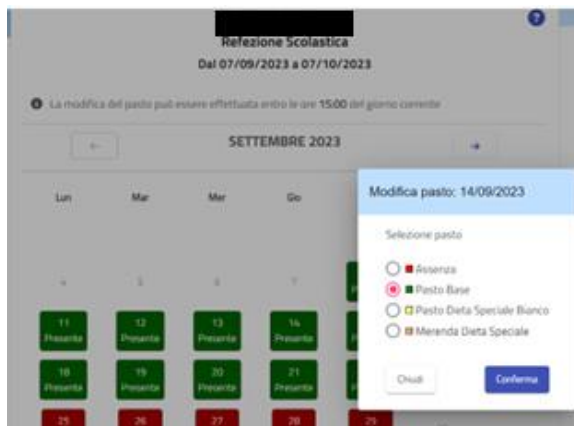 ?
Refezione Scolastica
Dal 07/09/2023 a 07/10/2023
La modifica del pasto può essere effettuata entro le ore 15:00 del giorno corrente
← SETTEMBRE 2023 →
Lun Mar Mer Gio
4 5 6 7
11 12 13 14
Presente Presente Presente Presente
18 19 20 21
Presente Presente Presente Presente
25 26 27 28 29
Modifica pasto: 14/09/2023
Selezione pasto
Assenza
Pasto Base
Pasto Dieta Speciale Bianco
Merenda Dieta Speciale
Chiudi Conferma